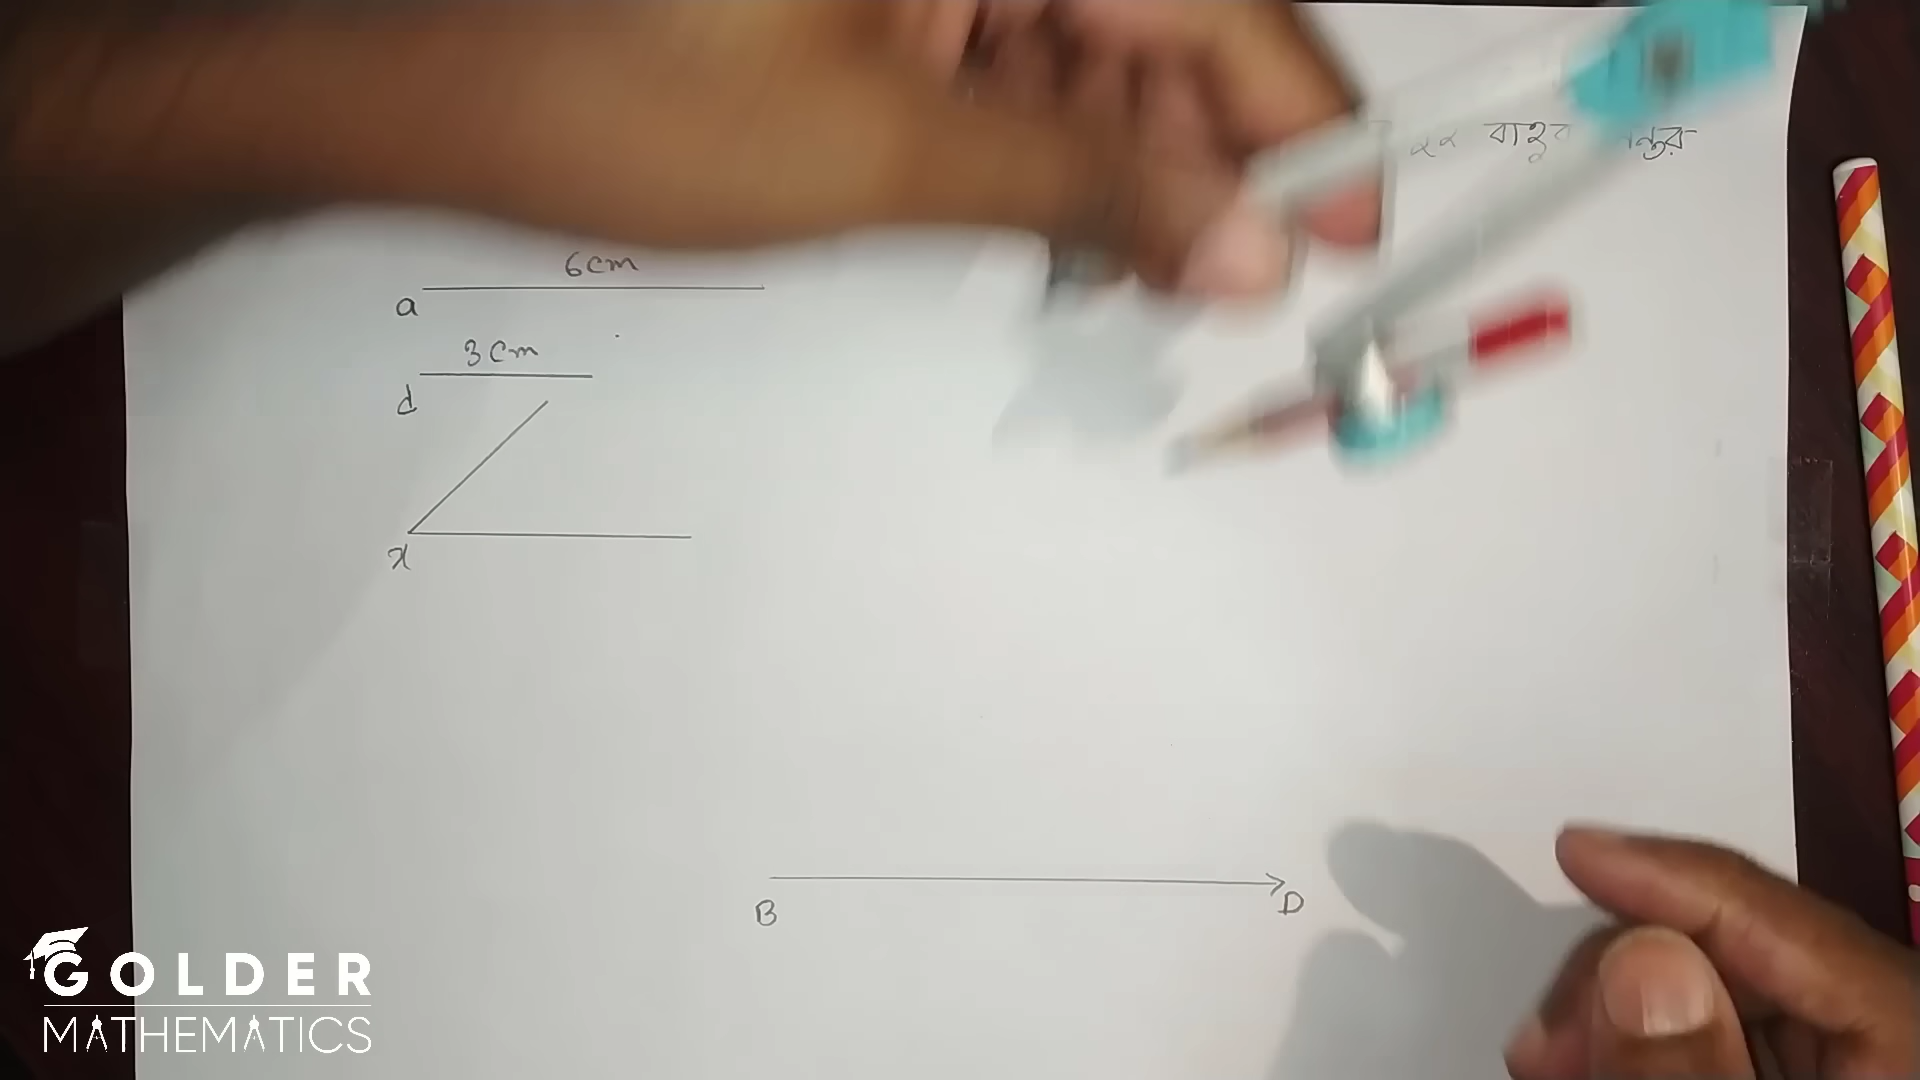 বাহুর
6cm
a
3cm
d
x
B
D
GOLDER
MATHEMATICS